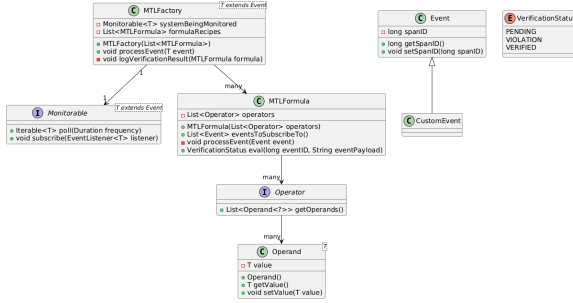 C MTLFactory
T extends Event
Monitorable<T> systemBeingMonitored
List<MTLFormula> formulaRecipes
MTLFactory(List<MTLFormula>)
void processEvent(T event)
void logVerificationResult(MTLFormula formula)
C Event
long spanID
long getSpanID()
void setSpanID(long spanID)
E VerificationStatu
PENDING
VIOLATION
VERIFIED
1
1
many
I Monitorable
T extends Event
Iterable<T> poll(Duration frequency)
void subscribe(EventListener<T> listener)
C MTLFormula
List<Operator> operators
MTLFormula(List<Operator> operators)
List<Event> eventsToSubscribeTo()
void processEvent(Event event)
VerificationStatus eval(long eventID, String eventPayload)
C CustomEvent
many
I Operator
List<Operand<?>> getOperands()
many
C Operand
T value
Operand()
T getValue()
void setValue(T value)